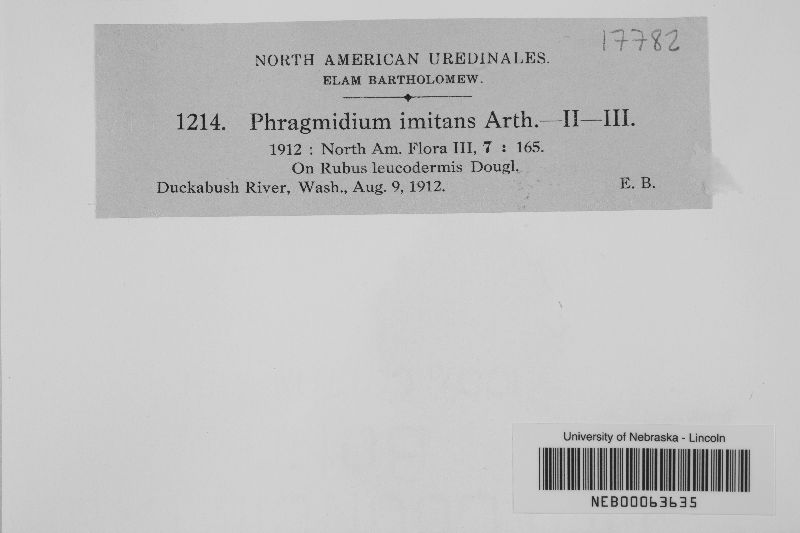 17782
NORTH AMERICAN UREDINALES.
ELAM BARTHOLOMEW.
1214. Phragmidium imitans Arth.—II—III.
1912 : North Am. Flora III, 7 : 165.
On Rubus leucodermis Dougl.
Duckabush River, Wash., Aug. 9, 1912. E. B.
University of Nebraska - Lincoln
NEB00063635